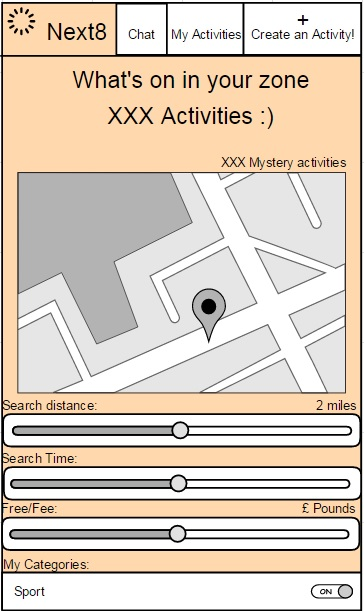 Next8
Chat
My Activities
+
Create an Activity!
What's on in your zone
XXX Activities :)
XXX Mystery activities
Search distance: 2 miles
Search Time:
Free/Fee: £ Pounds
My Categories:
Sport ON